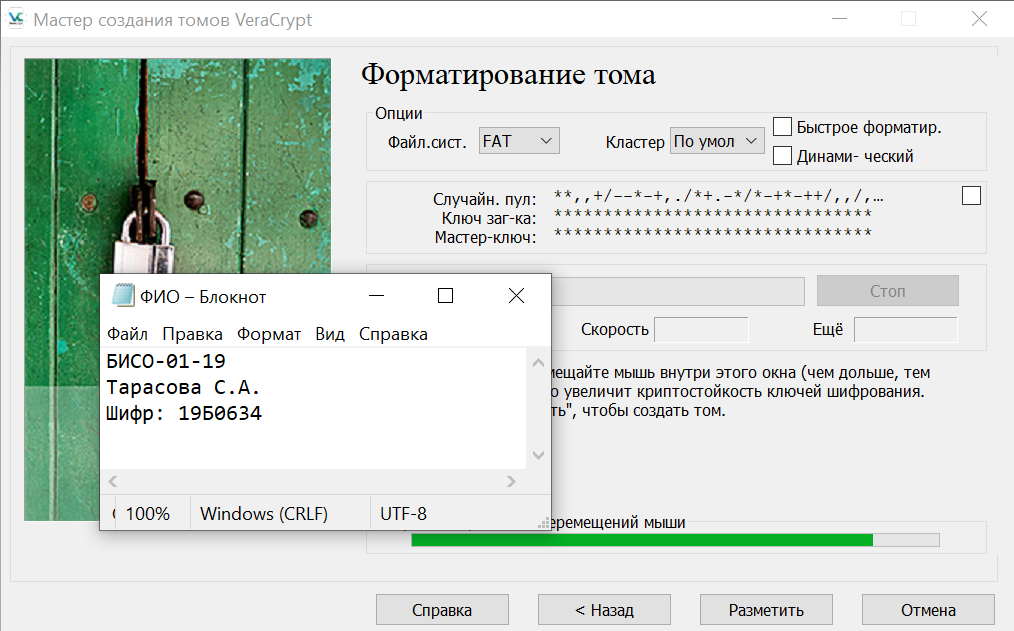 Мастер создания томов VeraCrypt
Форматирование тома
Опции
Файл.сист. FAT Кластер По умол
Быстрое форматир.
Динами- ческий
Случайн. пул: **,,+/--*-+,./*+.-*/*-+*-++/,,/,…
Ключ заг-ка: ********************************
Мастер-ключ: ********************************
Стоп
Скорость Ещё
мещайте мышь внутри этого окна (чем дольше, тем
о увеличит криптостойкость ключей шифрования.
ть", чтобы создать том.
еремещений мыши
Справка < Назад Разметить Отмена
ФИО – Блокнот
Файл Правка Формат Вид Справка
БИСО-01-19
Тарасова С.А.
Шифр: 19Б0634
100% Windows (CRLF) UTF-8